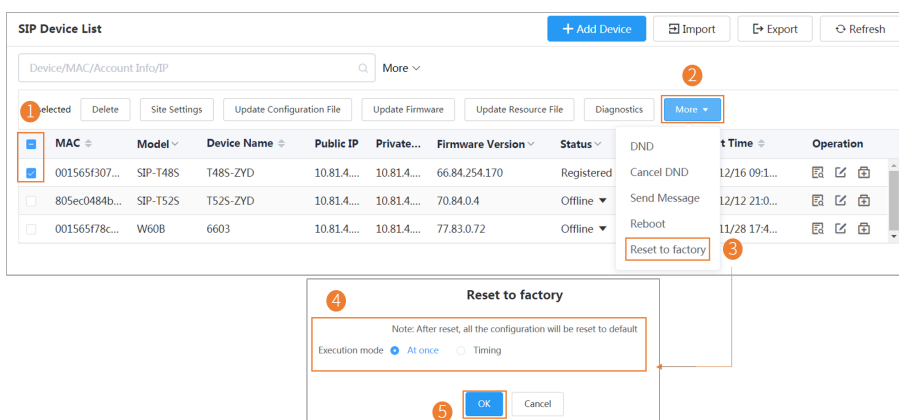 SIP Device List + Add Device Import Export Refresh
Device/MAC/Account Info/IP More
2
1 Delete Site Settings Update Configuration File Update Firmware Update Resource File Diagnostics More
MAC Model Device Name Public IP Private... Firmware Version Status t Time Operation
001565f307... SIP-T48S T48S-ZYD 10.81.4.... 10.81.4.... 66.84.254.170 Registered 12/16 09:1...
805ec0484b... SIP-T52S T52S-ZYD 10.81.4.... 10.81.4.... 70.84.0.4 Offline 12/12 21:0...
001565f78c... W60B 6603 10.81.4.... 10.81.4.... 77.83.0.72 Offline 11/28 17:4...
DND
Cancel DND
Send Message
Reboot
Reset to factory 3
4 Reset to factory
Note: After reset, all the configuration will be reset to default
Execution mode At once Timing
5 OK Cancel